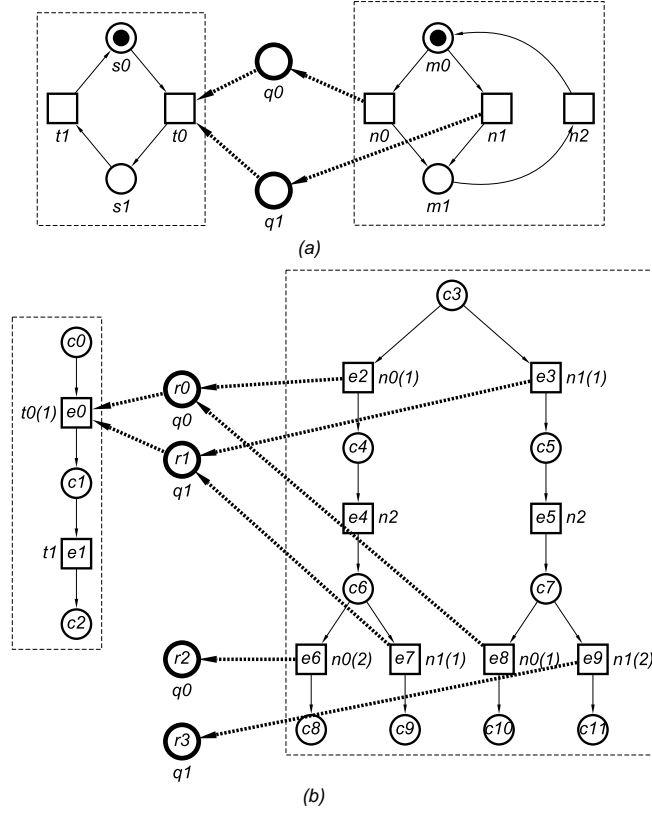 s0
m0
q0
t1
t0
n0
n1
n2
s1
q1
m1
(a)
c3
c0
e2 n0(1)
e3 n1(1)
r0
q0
t0(1) e0
c4
c5
r1
q1
c1
e4 n2
e5 n2
t1 e1
c6
c7
c2
r2
q0
e6 n0(2)
e7 n1(1)
e8 n0(1)
e9 n1(2)
r3
q1
c8
c9
c10
c11
(b)